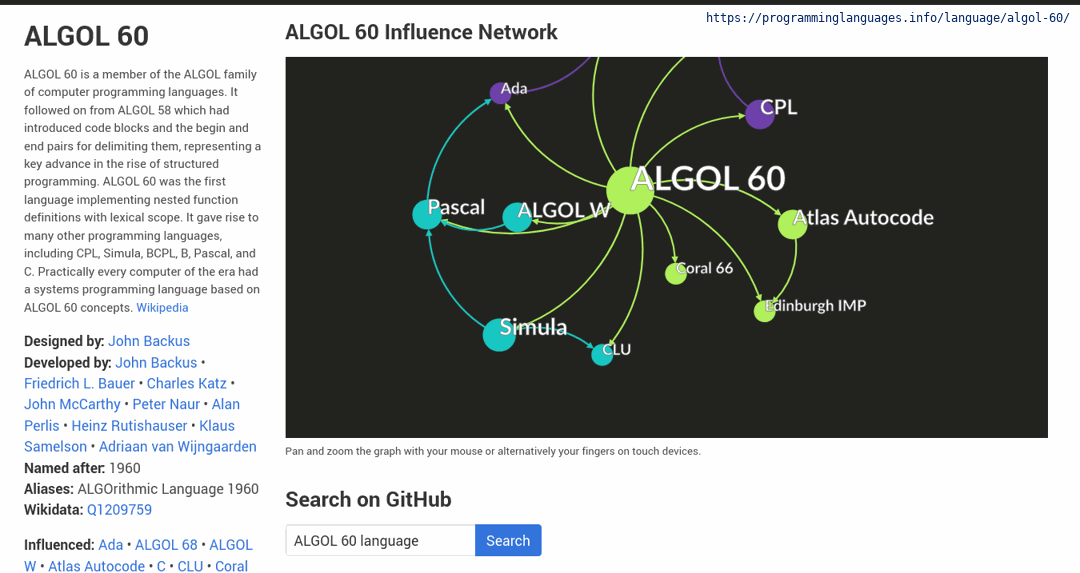 https://programminglanguages.info/language/algol-60/
ALGOL 60
ALGOL 60 is a member of the ALGOL family
of computer programming languages. It
followed on from ALGOL 58 which had
introduced code blocks and the begin and
end pairs for delimiting them, representing a
key advance in the rise of structured
programming. ALGOL 60 was the first
language implementing nested function
definitions with lexical scope. It gave rise to
many other programming languages,
including CPL, Simula, BCPL, B, Pascal, and
C. Practically every computer of the era had
a systems programming language based on
ALGOL 60 concepts. Wikipedia
Designed by: John Backus
Developed by: John Backus •
Friedrich L. Bauer • Charles Katz •
John McCarthy • Peter Naur • Alan
Perlis • Heinz Rutishauser • Klaus
Samelson • Adriaan van Wijngaarden
Named after: 1960
Aliases: ALGOrithmic Language 1960
Wikidata: Q1209759
Influenced: Ada • ALGOL 68 • ALGOL
W • Atlas Autocode • C • CLU • Coral
ALGOL 60 Influence Network
Ada
CPL
ALGOL 60
Pascal
ALGOL W
Atlas Autocode
Coral 66
Edinburgh IMP
Simula
CLU
Pan and zoom the graph with your mouse or alternatively your fingers on touch devices.
Search on GitHub
ALGOL 60 language
Search